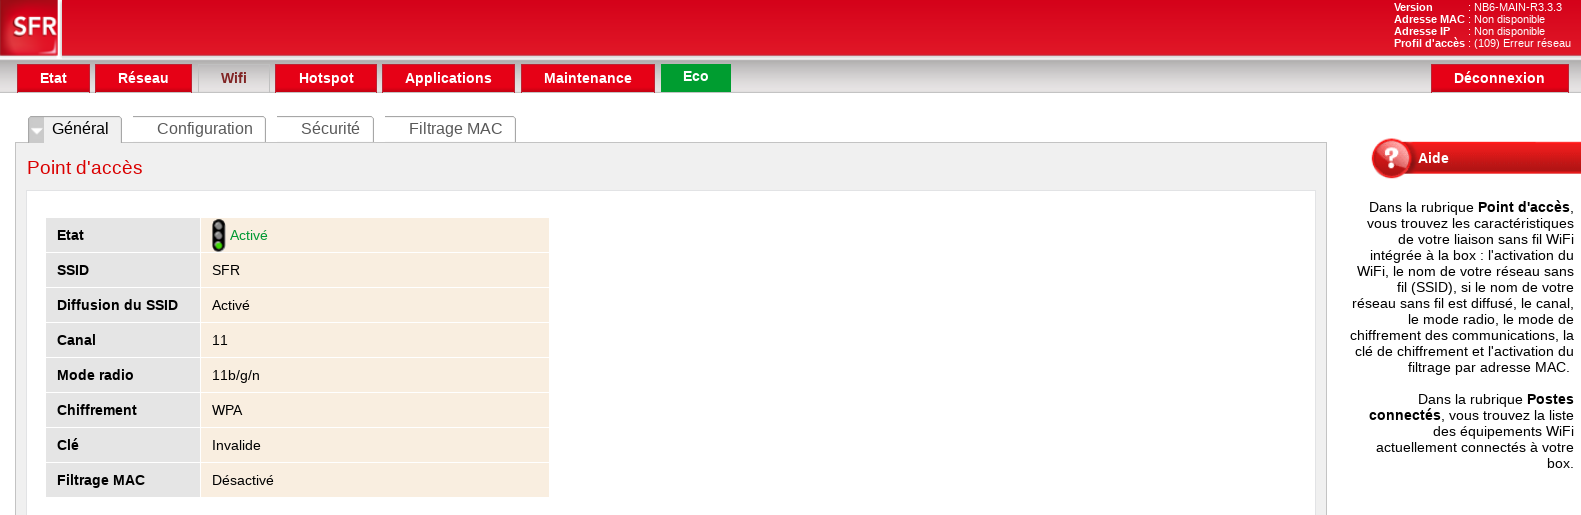 SFR
Version : NB6-MAIN-R3.3.3
Adresse MAC : Non disponible
Adresse IP : Non disponible
Profil d'accès : (109) Erreur réseau
Etat Réseau Wifi Hotspot Applications Maintenance Eco Déconnexion
Général Configuration Sécurité Filtrage MAC
Point d'accès
Etat Activé
SSID SFR
Diffusion du SSID Activé
Canal 11
Mode radio 11b/g/n
Chiffrement WPA
Clé Invalide
Filtrage MAC Désactivé
? Aide
Dans la rubrique Point d'accès,
vous trouvez les caractéristiques
de votre liaison sans fil WiFi
intégrée à la box : l'activation du
WiFi, le nom de votre réseau sans
fil (SSID), si le nom de votre
réseau sans fil est diffusé, le canal,
le mode radio, le mode de
chiffrement des communications, la
clé de chiffrement et l'activation du
filtrage par adresse MAC.
Dans la rubrique Postes
connectés, vous trouvez la liste
des équipements WiFi
actuellement connectés à votre
box.